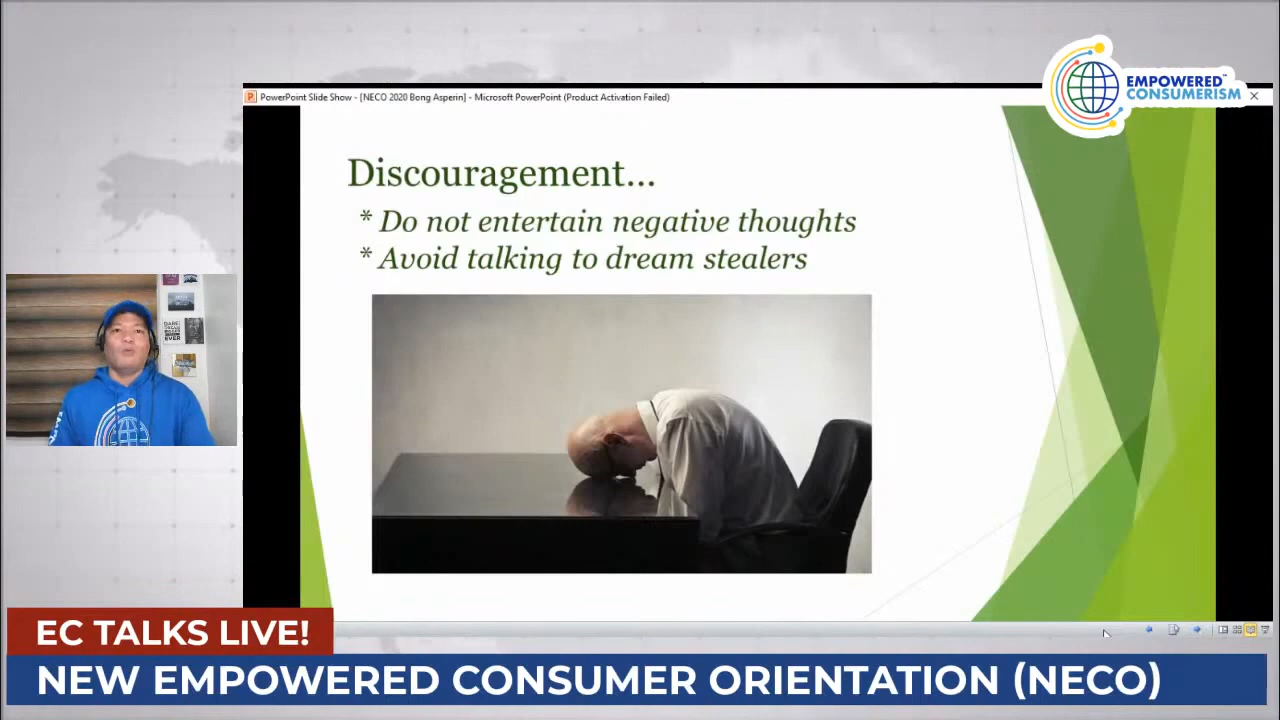 EMPOWERED™
CONSUMERISM
PowerPoint Slide Show - [NECO 2020 Bong Asperin] - Microsoft PowerPoint (Product Activation Failed)
Discouragement...
* Do not entertain negative thoughts
* Avoid talking to dream stealers
EC TALKS LIVE!
NEW EMPOWERED CONSUMER ORIENTATION (NECO)